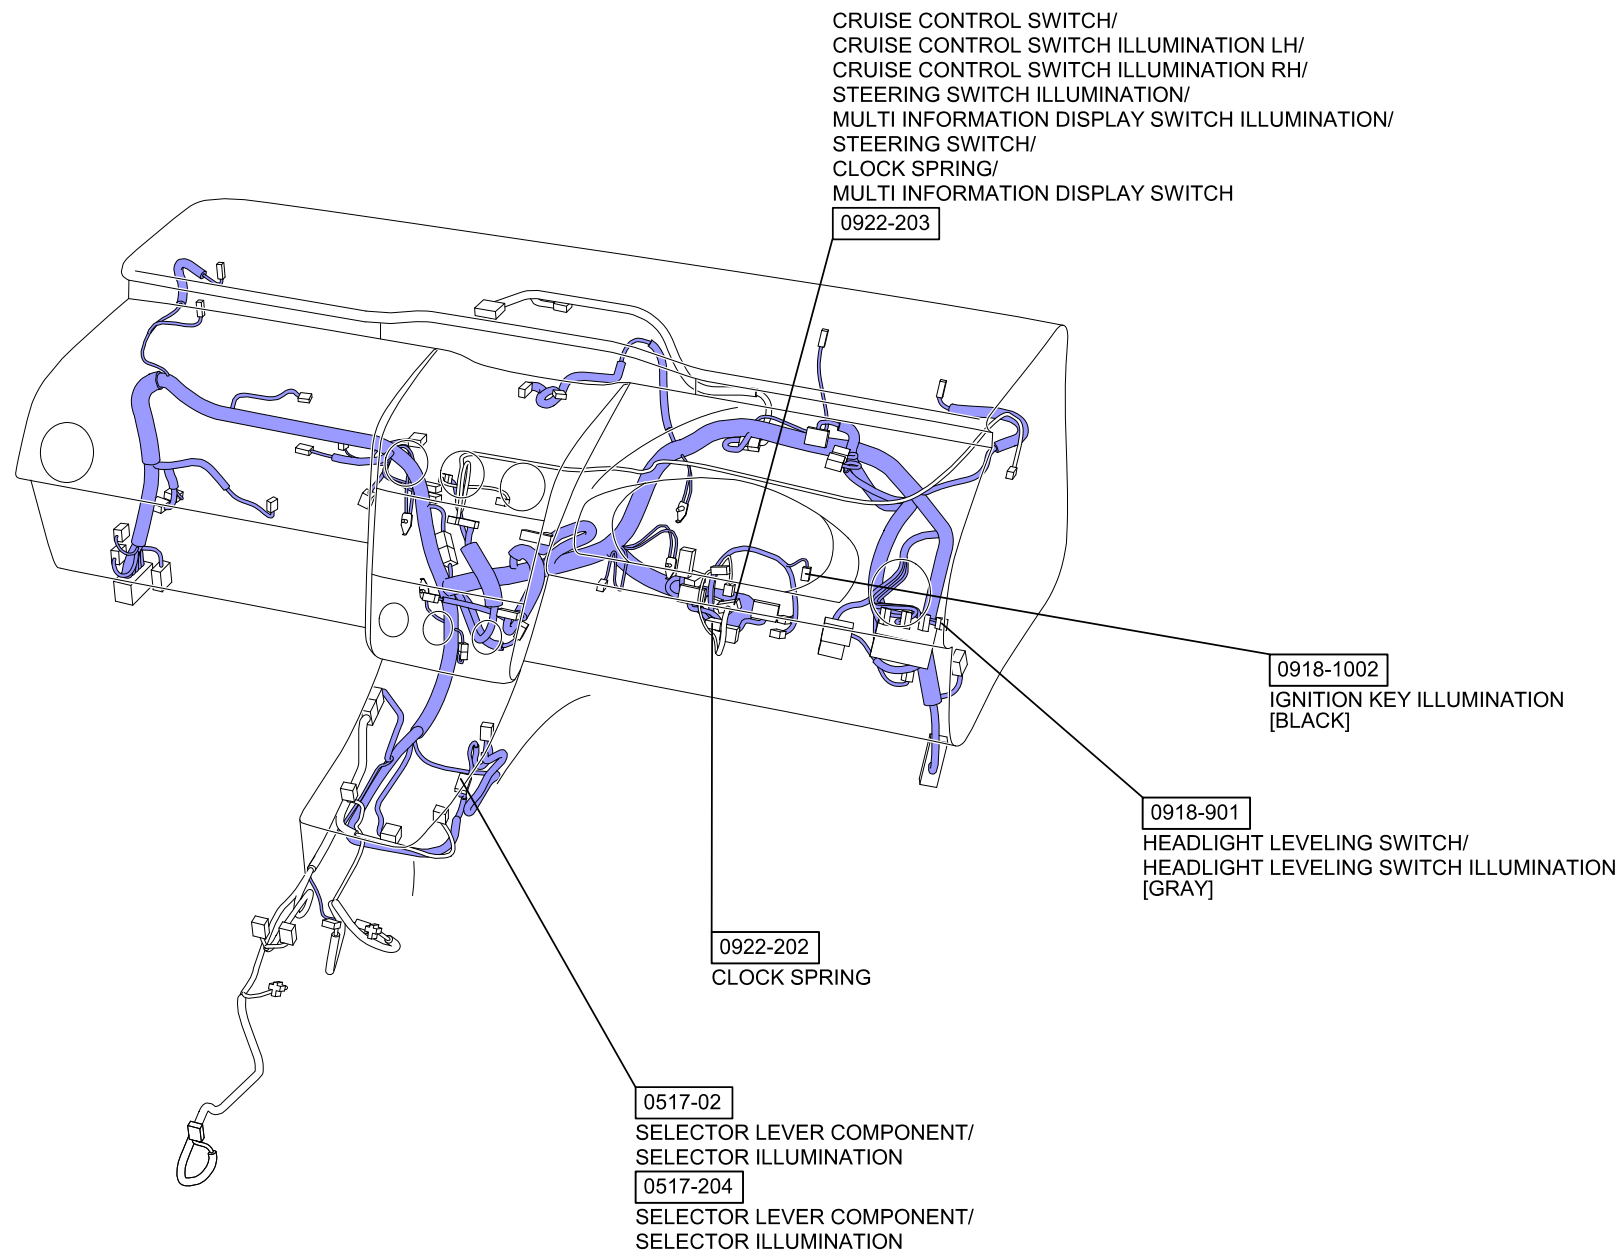 CRUISE CONTROL SWITCH/
CRUISE CONTROL SWITCH ILLUMINATION LH/
CRUISE CONTROL SWITCH ILLUMINATION RH/
STEERING SWITCH ILLUMINATION/
MULTI INFORMATION DISPLAY SWITCH ILLUMINATION/
STEERING SWITCH/
CLOCK SPRING/
MULTI INFORMATION DISPLAY SWITCH
0922-203
0918-1002
IGNITION KEY ILLUMINATION
[BLACK]
0918-901
HEADLIGHT LEVELING SWITCH/
HEADLIGHT LEVELING SWITCH ILLUMINATION
[GRAY]
0922-202
CLOCK SPRING
0517-02
SELECTOR LEVER COMPONENT/
SELECTOR ILLUMINATION
0517-204
SELECTOR LEVER COMPONENT/
SELECTOR ILLUMINATION